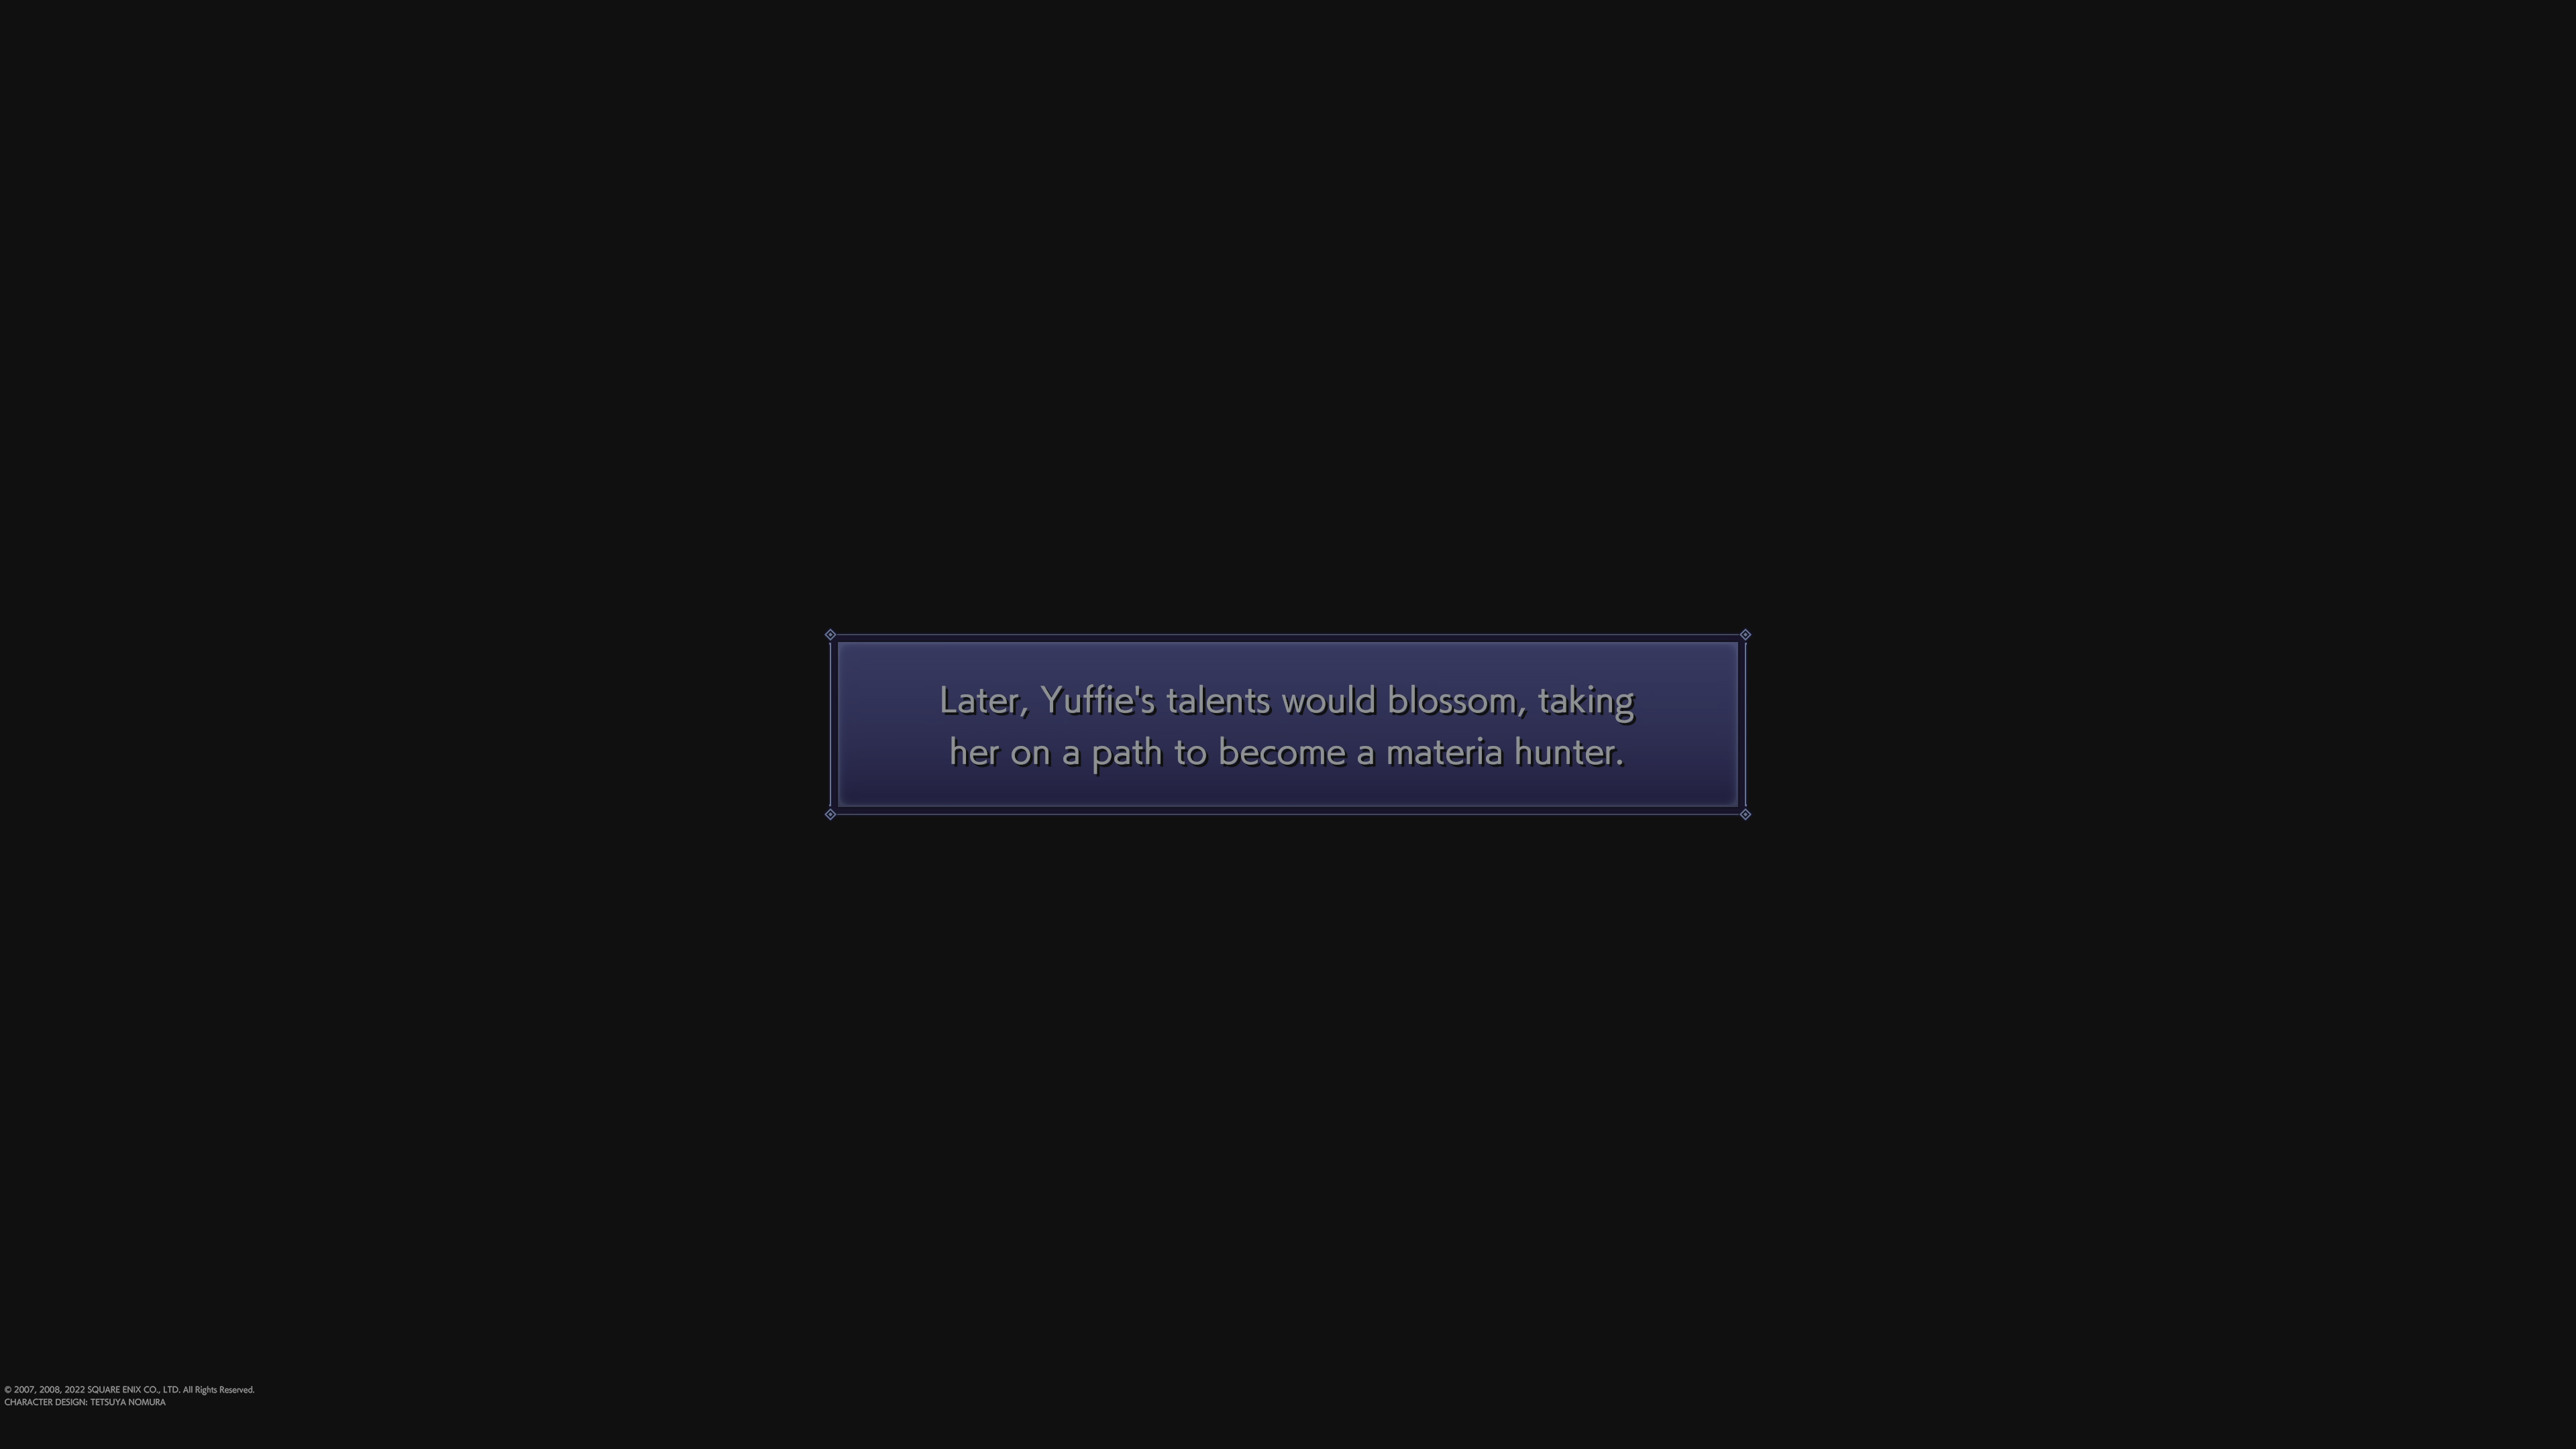 Later, Yuffie's talents would blossom, taking
her on a path to become a materia hunter.
© 2007, 2008, 2022 SQUARE ENIX CO., LTD. All Rights Reserved.
CHARACTER DESIGN: TETSUYA NOMURA